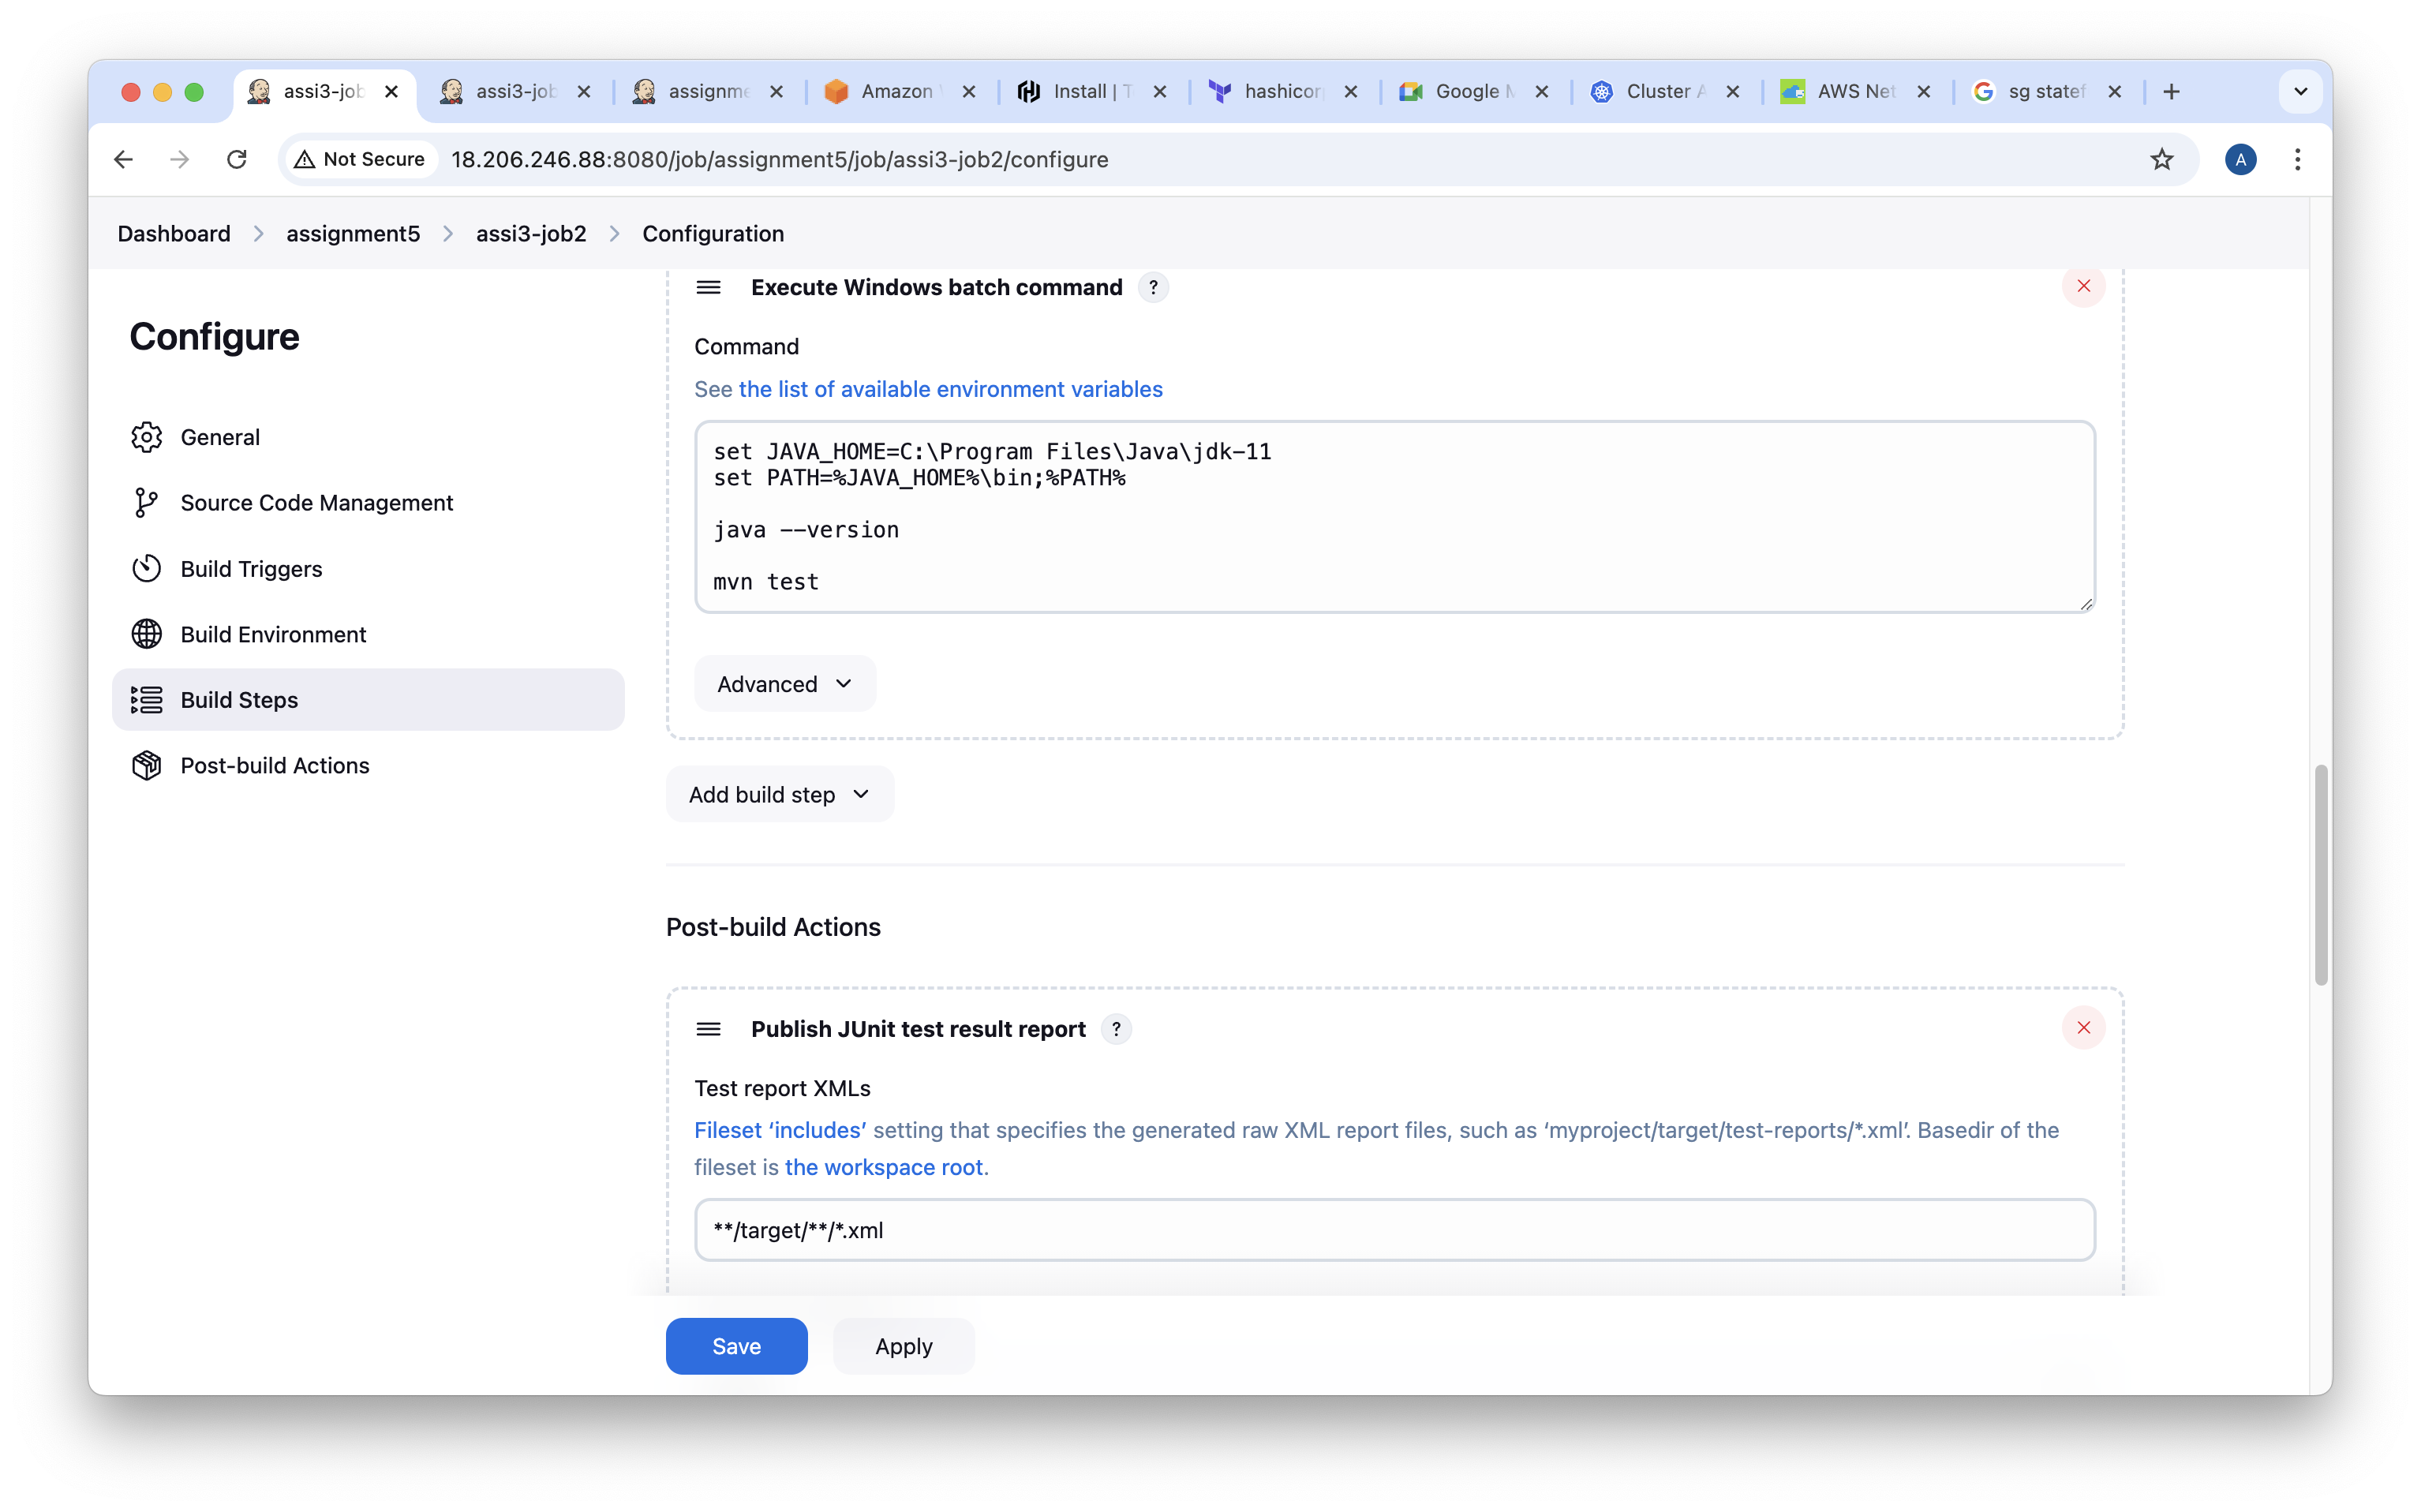 assi3-job
assi3-job
assignme
Amazon
Install | T
hashicor
Google M
Cluster A
AWS Net
sg statef
Not Secure
18.206.246.88:8080/job/assignment5/job/assi3-job2/configure
A
Dashboard > assignment5 > assi3-job2 > Configuration
Configure
General
Source Code Management
Build Triggers
Build Environment
Build Steps
Post-build Actions
Execute Windows batch command ?
Command
See the list of available environment variables
set JAVA_HOME=C:\Program Files\Java\jdk-11
set PATH=%JAVA_HOME%\bin;%PATH%
java --version
mvn test
Advanced
Add build step
Post-build Actions
Publish JUnit test result report ?
Test report XMLs
Fileset ‘includes’ setting that specifies the generated raw XML report files, such as ‘myproject/target/test-reports/*.xml’. Basedir of the
fileset is the workspace root.
**/target/**/*.xml
Save
Apply